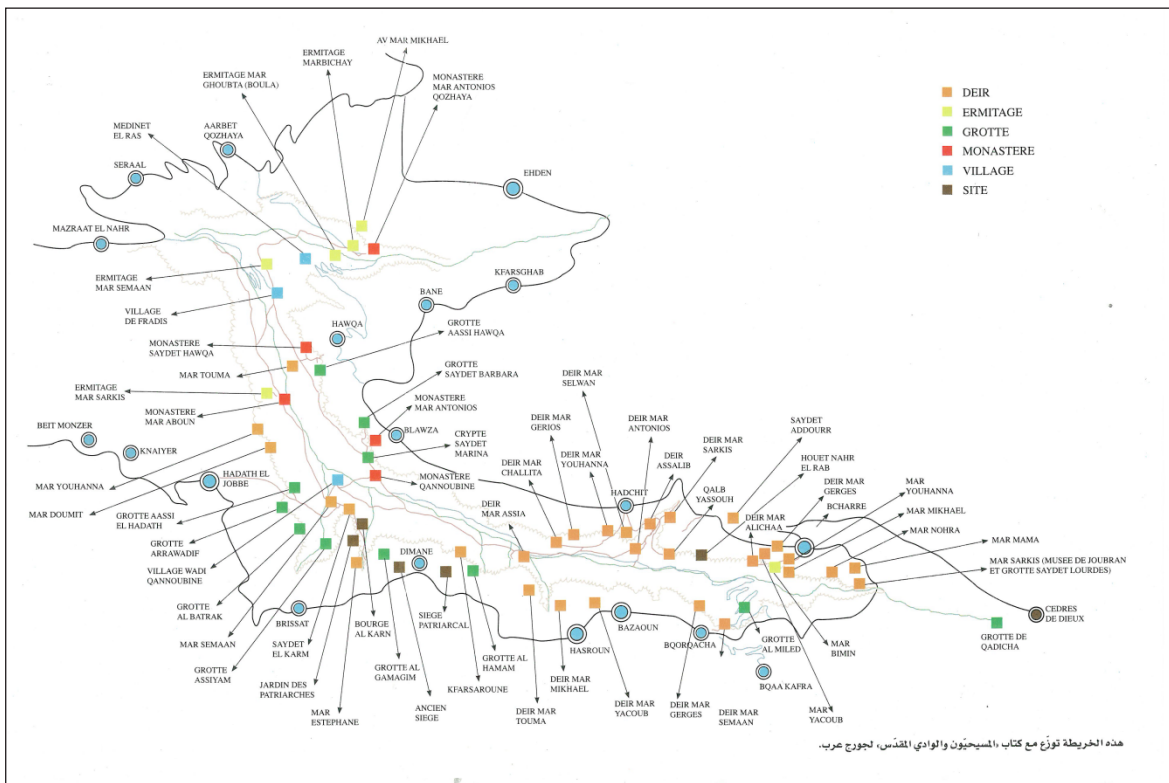 AV MAR MIKHAEL
ERMITAGE
MARBICHAY
ERMITAGE MAR
GHOUBTA (BOULA)
MONASTERE
MAR ANTONIOS
QOZHAYA
MEDINET
EL RAS
AARBET
QOZHAYA
SERAAL
EHDEN
MAZRAAT EL NAHR
DEIR
ERMITAGE
GROTTE
MONASTERE
VILLAGE
SITE
ERMITAGE
MAR SEMAAN
KFARSGHAB
BANE
VILLAGE
DE FRADIS
HAWQA
GROTTE
AASSI HAWQA
MONASTERE
SAYDET HAWQA
MAR TOUMA
GROTTE
SAYDET BARBARA
DEIR MAR
SELWAN
ERMITAGE
MAR SARKIS
MONASTERE
MAR ABOUN
MONASTERE
MAR ANTONIOS
BEIT MONZER
KNAIYER
BLAWZA
CRYPTE
SAYDET
MARINA
DEIR MAR
GERIOS
DEIR MAR
ANTONIOS
SAYDET
ADDOURR
DEIR MAR
CHALLITA
DEIR MAR
YOUHANNA
DEIR
ASSALIB
DEIR MAR
SARKIS
HOUET NAHR
EL RAB
HADATH EL
JOBBE
MAR YOUHANNA
MAR DOUMIT
MONASTERE
QANNOUBINE
HADCHIT
QALB
YASSOUH
DEIR MAR
GERGES
MAR
YOUHANNA
GROTTE AASSI
EL HADATH
DEIR
MAR ASSIA
DEIR MAR
ALICHAA
BCHARRE
MAR MIKHAEL
MAR NOHRA
GROTTE
ARRAWADIF
MAR MAMA
VILLAGE WADI
QANNOUBINE
DIMANE
MAR SARKIS (MUSEE DE JOUBRAN
ET GROTTE SAYDET LOURDES)
GROTTE
AL BATRAK
BRISSAT
BOURGE
AL KARN
SIEGE
PATRIARCAL
HASROUN
BAZAOUN
BQORQACHA
GROTTE
AL MILED
CEDRES
DE DIEUX
GROTTE DE
QADICHA
MAR SEMAAN
SAYDET
EL KARM
GROTTE AL
HAMAM
MAR
BIMIN
GROTTE
ASSIYAM
GROTTE AL
GAMAGIM
KFARSAROUNE
DEIR MAR
MIKHAEL
BQAA KAFRA
JARDIN DES
PATRIARCHES
ANCIEN
SIEGE
DEIR MAR
TOUMA
DEIR MAR
YACOUB
DEIR MAR
GERGES
DEIR MAR
SEMAAN
MAR
YACOUB
MAR
ESTEPHANE
هذه الخريطة توزّع مع كتاب «المسيحيّون والوادي المقدّس» لجورج عرب.